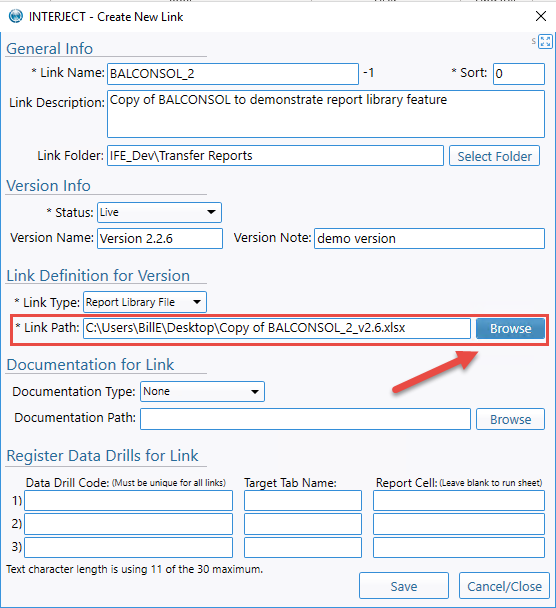 INTERJECT - Create New Link
General Info
s
* Link Name: BALCONSOL_2 -1 * Sort: 0
Link Description: Copy of BALCONSOL to demonstrate report library feature
Link Folder: IFE_Dev\Transfer Reports Select Folder
Version Info
* Status: Live
Version Name: Version 2.2.6 Version Note: demo version
Link Definition for Version
* Link Type: Report Library File
* Link Path: C:\Users\BillE\Desktop\Copy of BALCONSOL_2_v2.6.xlsx Browse
Documentation for Link
Documentation Type: None
Documentation Path: Browse
Register Data Drills for Link
Data Drill Code: (Must be unique for all links) Target Tab Name: Report Cell: (Leave blank to run sheet)
1)
2)
3)
Text character length is using 11 of the 30 maximum.
Save Cancel/Close